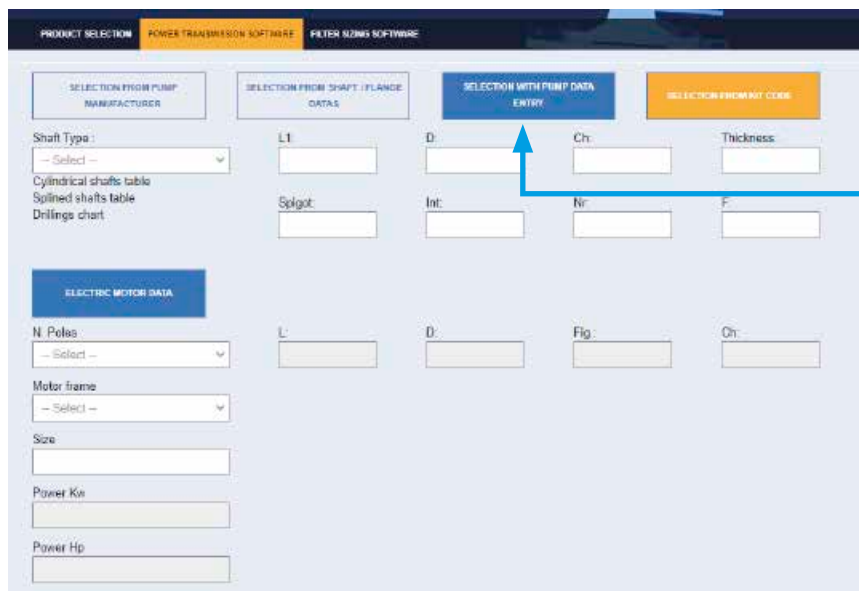 PRODUCT SELECTION POWER TRANSMISSION SOFTWARE FILTER SIZING SOFTWARE
SELECTION FROM PUMP MANUFACTURER
SELECTION FROM SHAFT / FLANGE DATAS
SELECTION WITH PUMP DATA ENTRY
SELECTION FROM KIT CODE
Shaft Type :
-- Select --
Cylindrical shafts table
Splined shafts table
Drillings chart
L1:
D:
Ch:
Thickness:
Spigot:
Int:
Nr:
F:
ELECTRIC MOTOR DATA
N. Poles
-- Select --
L:
D:
Fig.:
Ch:
Motor frame
-- Select --
Size
Power Kw
Power Hp